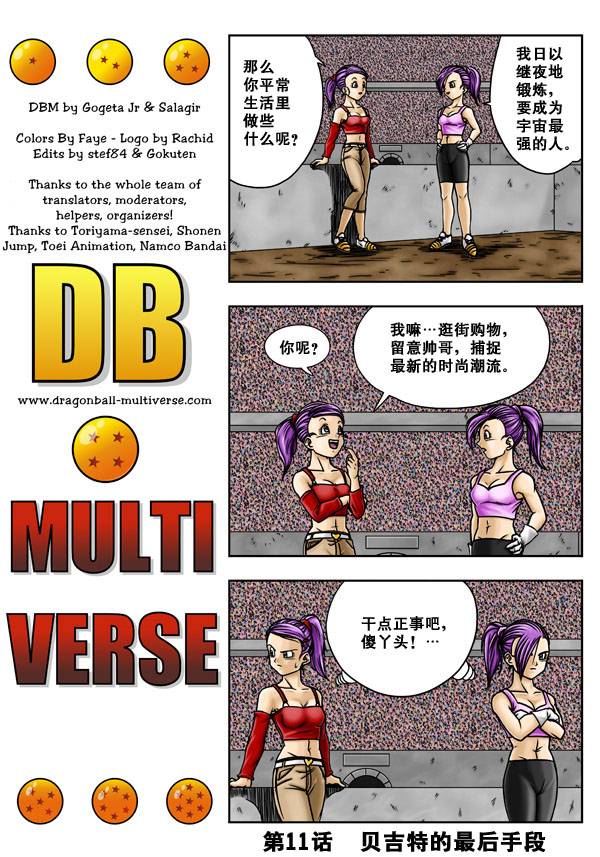 DBM by Gogeta Jr & Salagir
Colors By Faye - Logo by Rachid
Edits by stef84 & Gokuten
Thanks to the whole team of
translators, moderators,
helpers, organizers!
Thanks to Toriyama-sensei, Shonen
Jump, Toei Animation, Namco Bandai
DB
www.dragonball-multiverse.com
MULTI
VERSE
那么
你平常
生活里
做些
什么呢？
我日以
继夜地
锻炼，
要成为
宇宙最
强的人。
你呢？
我嘛…逛街购物，
留意帅哥，捕捉
最新的时尚潮流。
干点正事吧，
傻丫头！…
第11话 贝吉特的最后手段